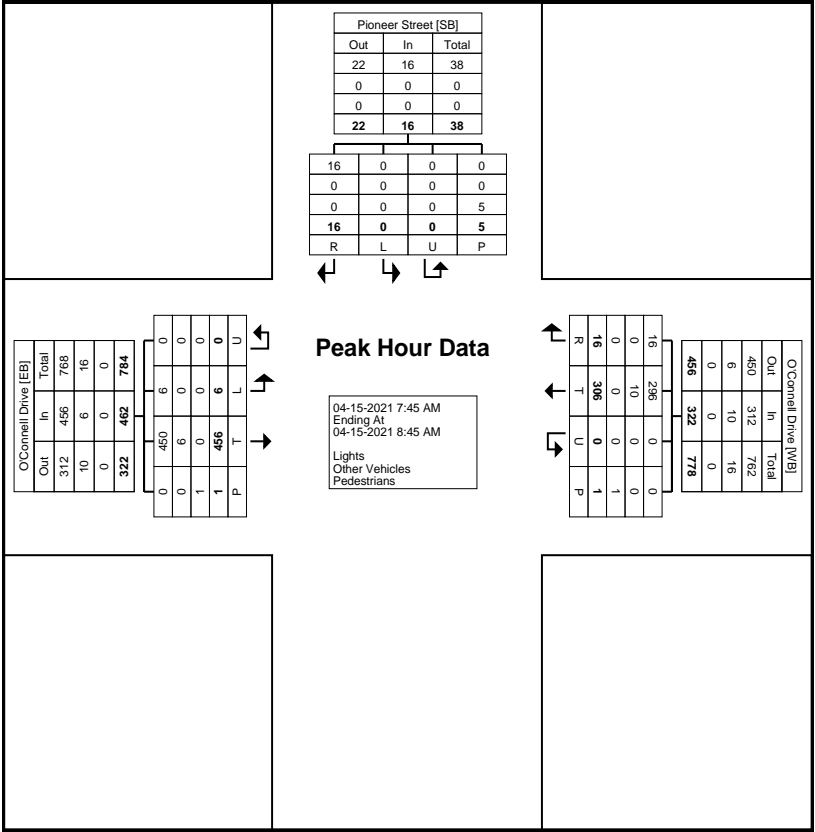 Pioneer Street [SB]
Out In Total
22 16 38
0 0 0
0 0 0
22 16 38
16 0 0 0
0 0 0 0
0 0 0 5
16 0 0 5
R L U P
O'Connell Drive [EB]
Total In Out
768 456 312
16 6 10
0 0 0
784 462 322
0 6 450 0
0 0 6 0
0 0 0 1
0 6 456 1
U L T P
Peak Hour Data
04-15-2021 7:45 AM
Ending At
04-15-2021 8:45 AM
Lights
Other Vehicles
Pedestrians
R T U P
16 306 0 1
0 0 0 1
0 10 0 0
16 296 0 0
456 322 778
0 0 0
6 10 16
450 312 762
Out In Total
O'Connell Drive [WB]